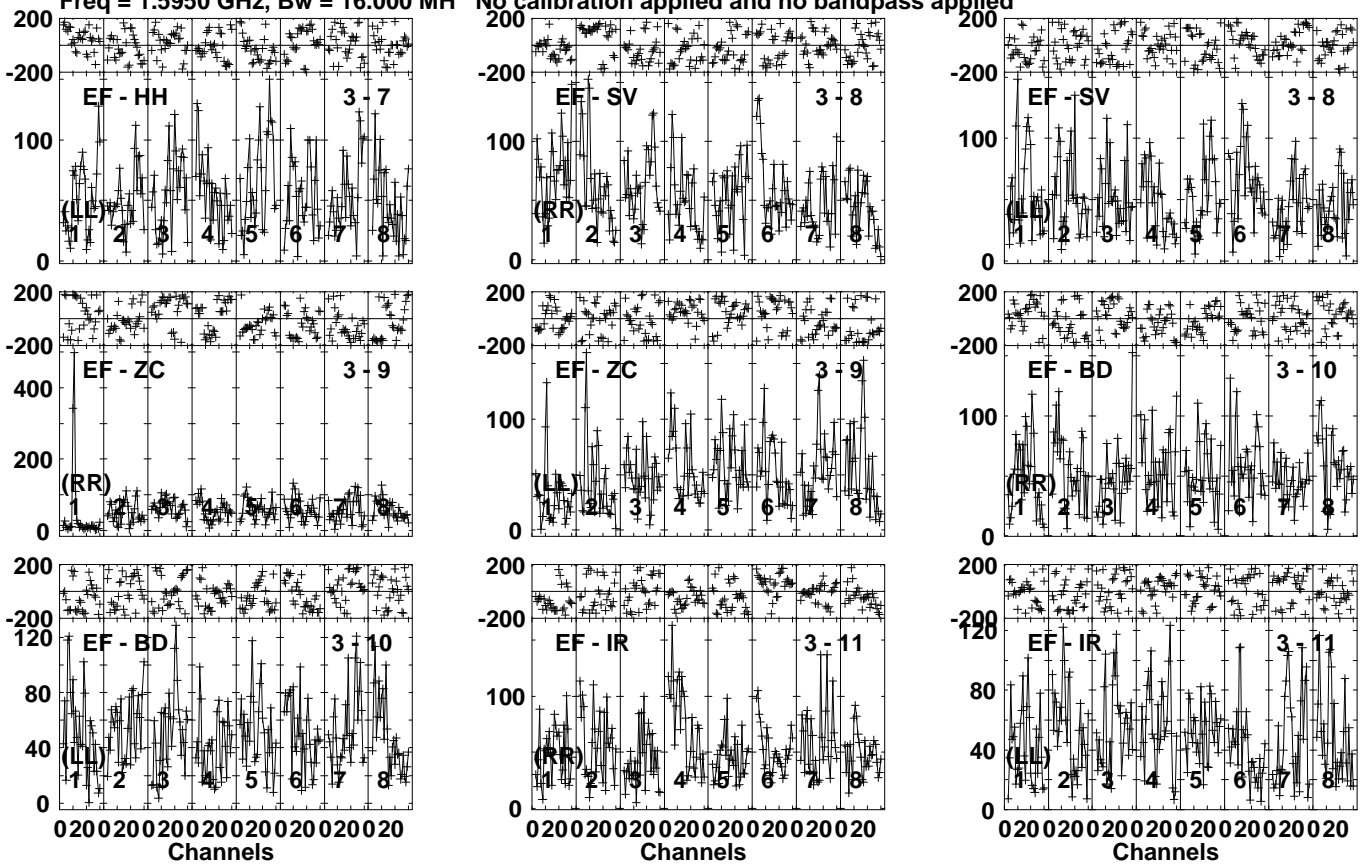 Freq = 1.5950 GHz, Bw = 16.000 MH No calibration applied and no bandpass applied
200
-200
EF - HH 3 - 7
100
(LL)
1 2 3 4 5 6 7 8
0
200
-200
EF - SV 3 - 8
100
(RR)
1 2 3 4 5 6 7 8
0
200
-200
EF - SV 3 - 8
100
(LL)
1 2 3 4 5 6 7 8
0
200
-200
EF - ZC 3 - 9
400
200
(RR)
1 2 3 4 5 6 7 8
0
200
-200
EF - ZC 3 - 9
100
(LL)
1 2 3 4 5 6 7 8
0
200
-200
EF - BD 3 - 10
100
(RR)
1 2 3 4 5 6 7 8
0
200
-200
120
EF - BD 3 - 10
80
40
(LL)
1 2 3 4 5 6 7 8
0
0 20 0 20 0 20 0 20 0 20 0 20 0 20 0 20
Channels
200
-200
EF - IR 3 - 11
100
(RR)
1 2 3 4 5 6 7 8
0
0 20 0 20 0 20 0 20 0 20 0 20 0 20 0 20
Channels
200
-200
120
EF - IR 3 - 11
80
40
(LL)
1 2 3 4 5 6 7 8
0
0 20 0 20 0 20 0 20 0 20 0 20 0 20 0 20
Channels